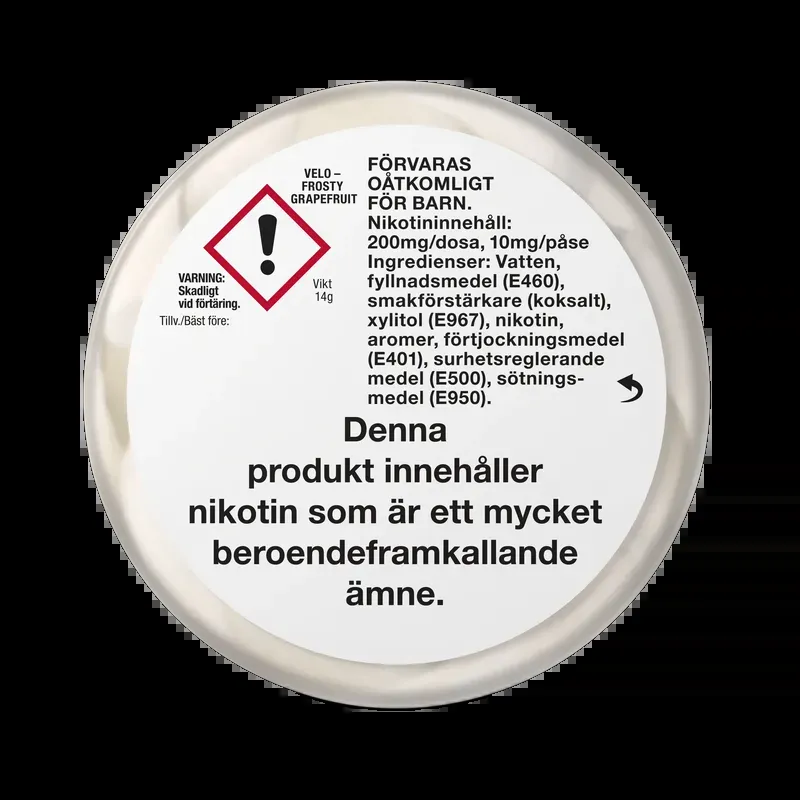 VELO –
FROSTY
GRAPEFRUIT
VARNING:
Skadligt
vid förtäring.
Vikt
14g
Tillv./Bäst före:
FÖRVARAS
OÅTKOMLIGT
FÖR BARN.
Nikotininnehåll:
200mg/dosa, 10mg/påse
Ingredienser: Vatten,
fyllnadsmedel (E460),
smakförstärkare (koksalt),
xylitol (E967), nikotin,
aromer, förtjockningsmedel
(E401), surhetsreglerande
medel (E500), sötnings-
medel (E950).
Denna
produkt innehåller
nikotin som är ett mycket
beroendeframkallande
ämne.